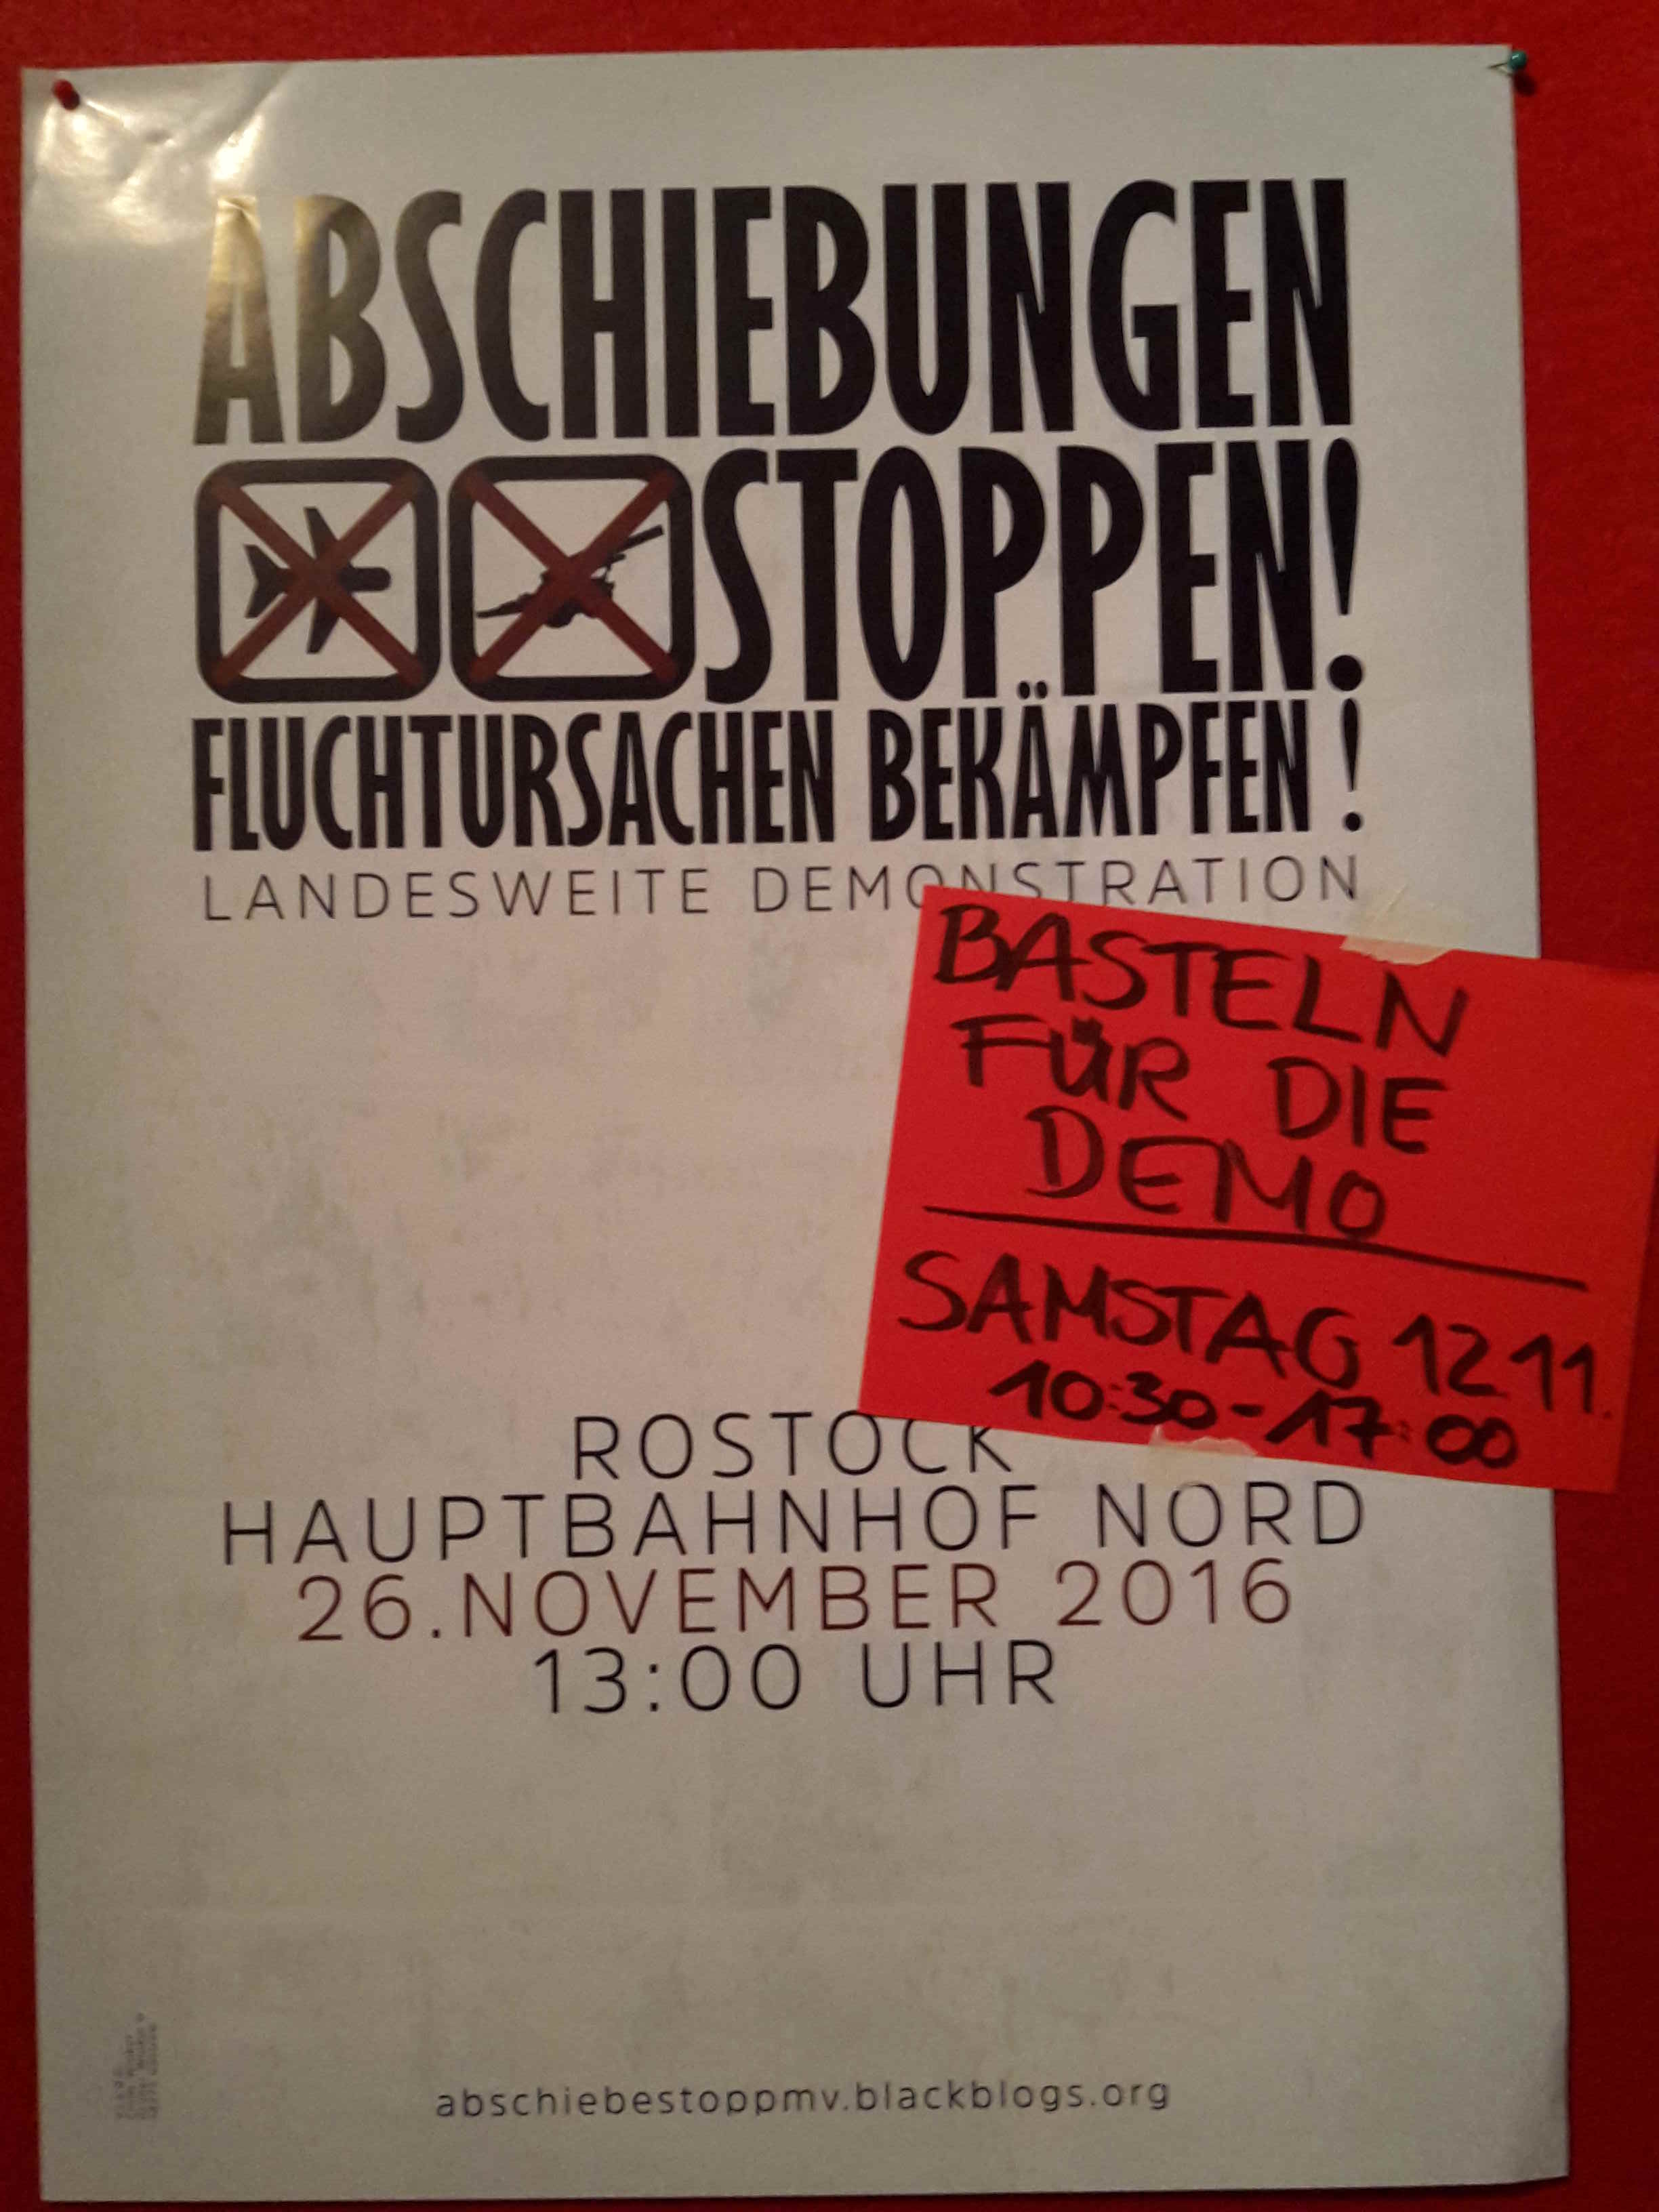 ABSCHIEBUNGEN
STOPPEN!
FLUCHTURSACHEN BEKÄMPFEN!
LANDESWEITE DEMONSTRATION
BASTELN
FÜR DIE
DEMO
SAMSTAG 12.11.
10:30-17:00
ROSTOCK
HAUPTBAHNHOF NORD
26.NOVEMBER 2016
13:00 UHR
abschiebestoppmv.blackblogs.org